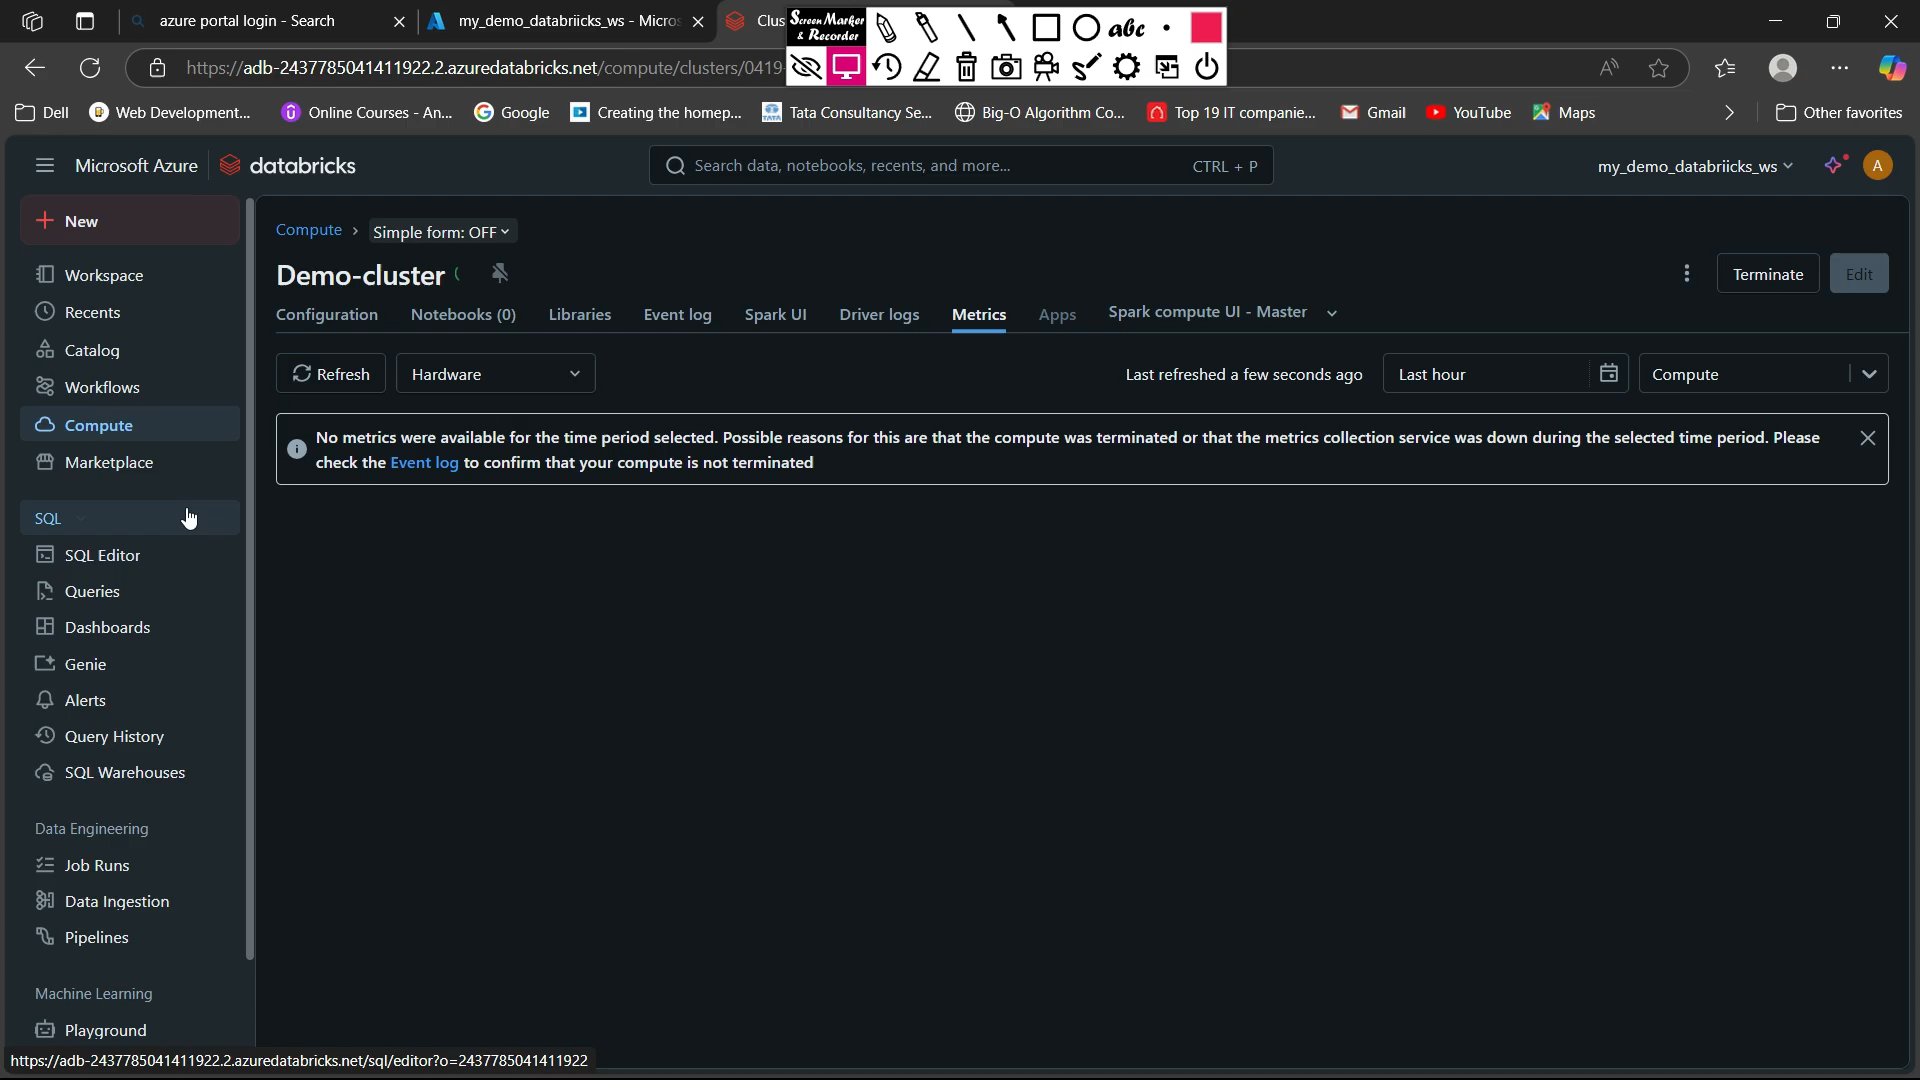 azure portal login - Search
my_demo_databriicks_ws - Micros
Clus
Screen Marker & Recorder
abc
https://adb-2437785041411922.2.azuredatabricks.net/compute/clusters/0419
Dell
Web Development...
Online Courses - An...
Google
Creating the homep...
Tata Consultancy Se...
Big-O Algorithm Co...
Top 19 IT companie...
Gmail
YouTube
Maps
Other favorites
Microsoft Azure
databricks
Search data, notebooks, recents, and more...
CTRL + P
my_demo_databriicks_ws
A
New
Workspace
Recents
Catalog
Workflows
Compute
Marketplace
SQL
SQL Editor
Queries
Dashboards
Genie
Alerts
Query History
SQL Warehouses
Data Engineering
Job Runs
Data Ingestion
Pipelines
Machine Learning
Playground
Compute › Simple form: OFF
Demo-cluster
Terminate
Edit
Configuration
Notebooks (0)
Libraries
Event log
Spark UI
Driver logs
Metrics
Apps
Spark compute UI - Master
Refresh
Hardware
Last refreshed a few seconds ago
Last hour
Compute
No metrics were available for the time period selected. Possible reasons for this are that the compute was terminated or that the metrics collection service was down during the selected time period. Please
check the Event log to confirm that your compute is not terminated
https://adb-2437785041411922.2.azuredatabricks.net/sql/editor?o=2437785041411922